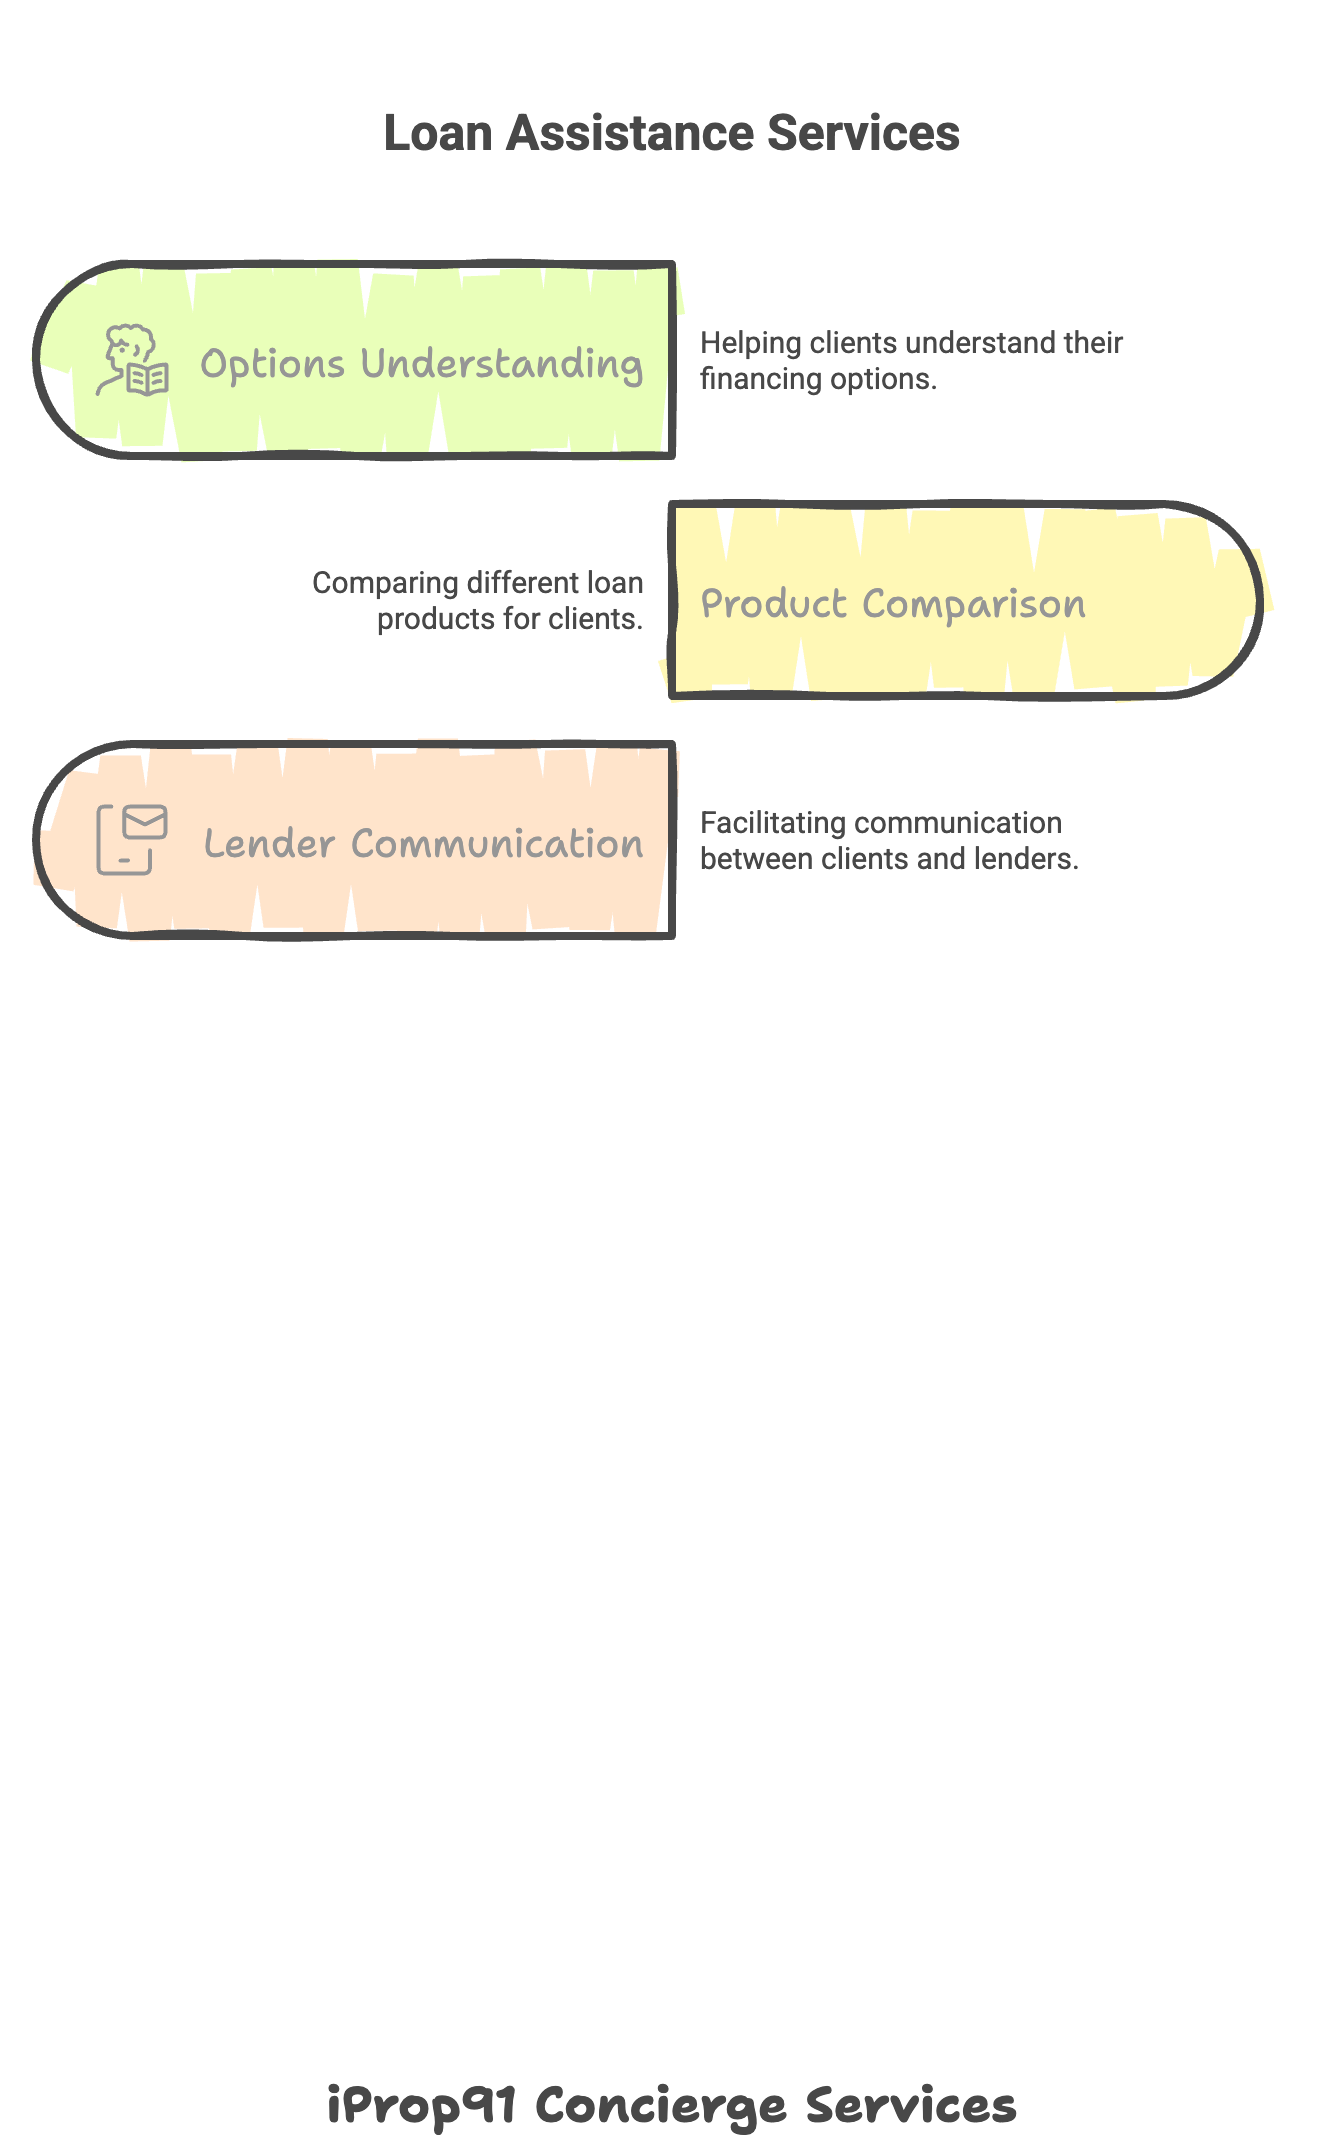 Loan Assistance Services
Options Understanding
Helping clients understand their
financing options.
Comparing different loan
products for clients.
Product Comparison
Lender Communication
Facilitating communication
between clients and lenders.
iProp91 Concierge Services